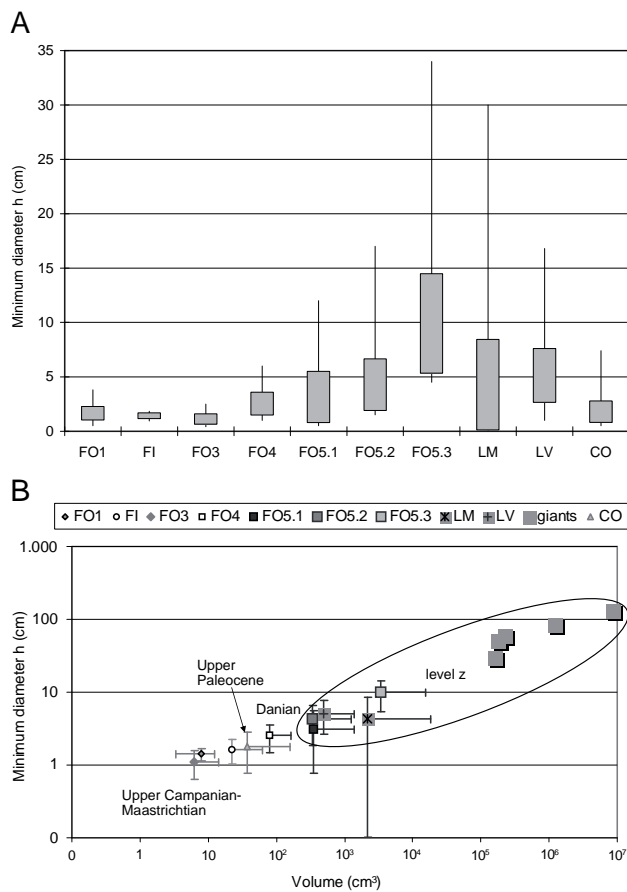 A
35
30
25
20
15
10
5
0
Minimum diameter h (cm)
FO1 FI FO3 FO4 FO5.1 FO5.2 FO5.3 LM LV CO
B
FO1 FI FO3 FO4 FO5.1 FO5.2 FO5.3 LM LV giants CO
1.000
100
10
1
0
Minimum diameter h (cm)
level z
Upper
Paleocene
Danian
Upper Campanian-
Maastrichtian
0 1 10 10² 10³ 10⁴ 10⁵ 10⁶ 10⁷
Volume (cm³)